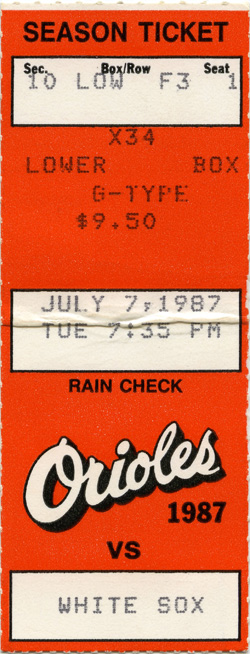 SEASON TICKET
Sec. Box/Row Seat
10 LOW F3 1
X34
LOWER BOX
G-TYPE
$9.50
JULY 7,1987
TUE 7:35 PM
RAIN CHECK
Orioles
1987
VS
WHITE SOX